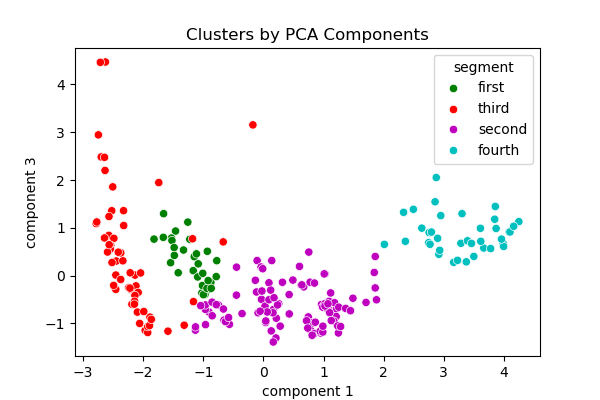 Clusters by PCA Components
segment
first
third
second
fourth
4
3
2
1
0
−1
component 3
−3
−2
−1
0
1
2
3
4
component 1